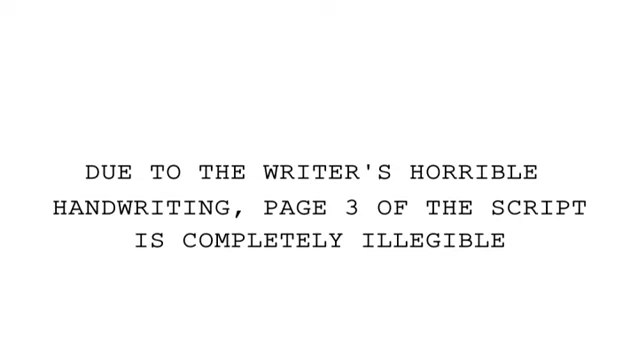 DUE TO THE WRITER'S HORRIBLE
HANDWRITING, PAGE 3 OF THE SCRIPT
IS COMPLETELY ILLEGIBLE